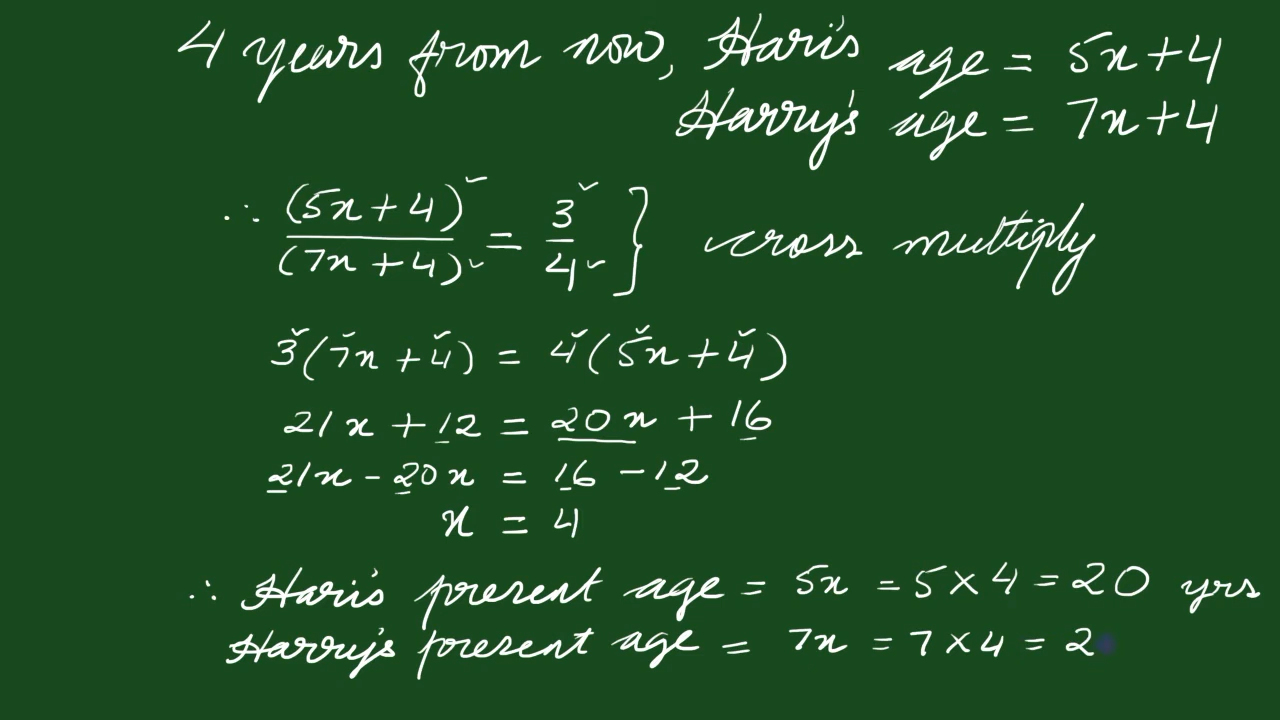 4 years from now, Hari's age = 5x+4
Harry's age = 7x+4
∴ (5x+4)/(7x+4) = 3/4 } cross multiply
3(7x+4) = 4(5x+4)
21x + 12 = 20x + 16
21x - 20x = 16 - 12
x = 4
∴ Hari's present age = 5x = 5×4 = 20 yrs
Harry's present age = 7x = 7×4 = 2